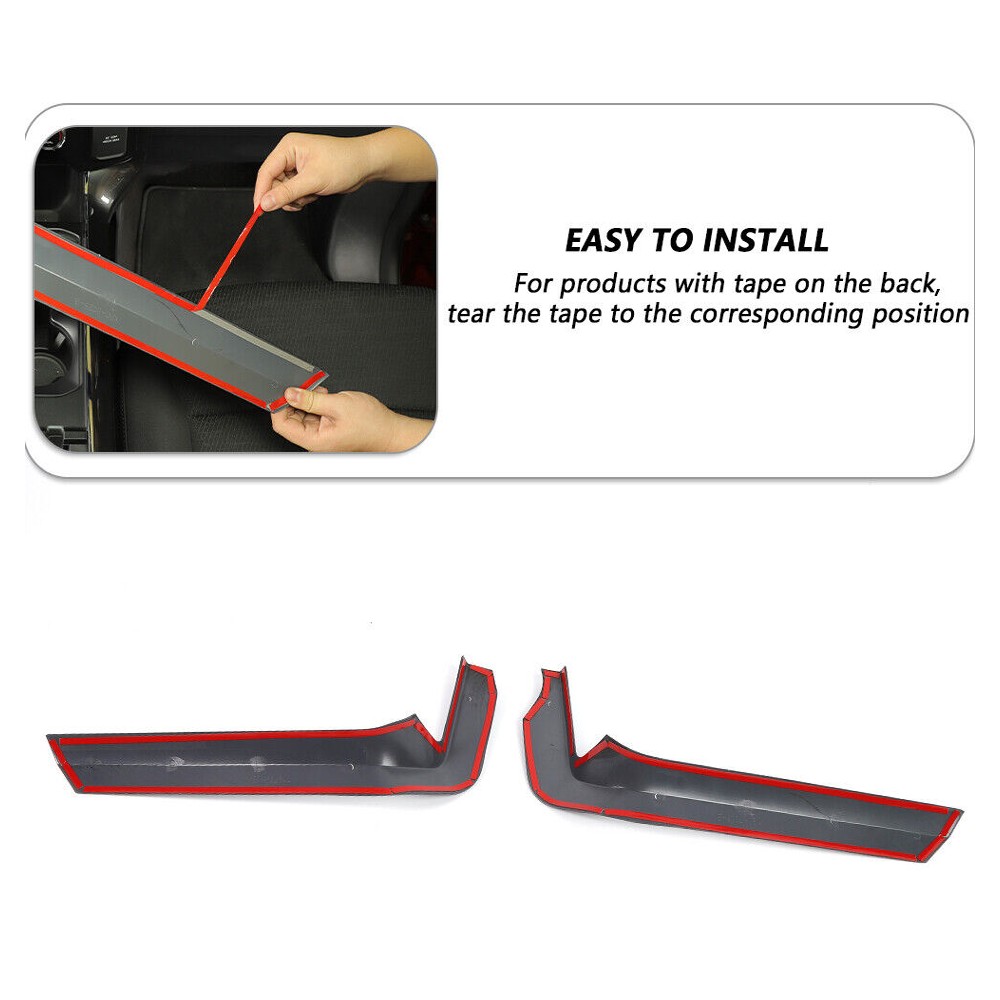 EASY TO INSTALL
For products with tape on the back,
tear the tape to the corresponding position